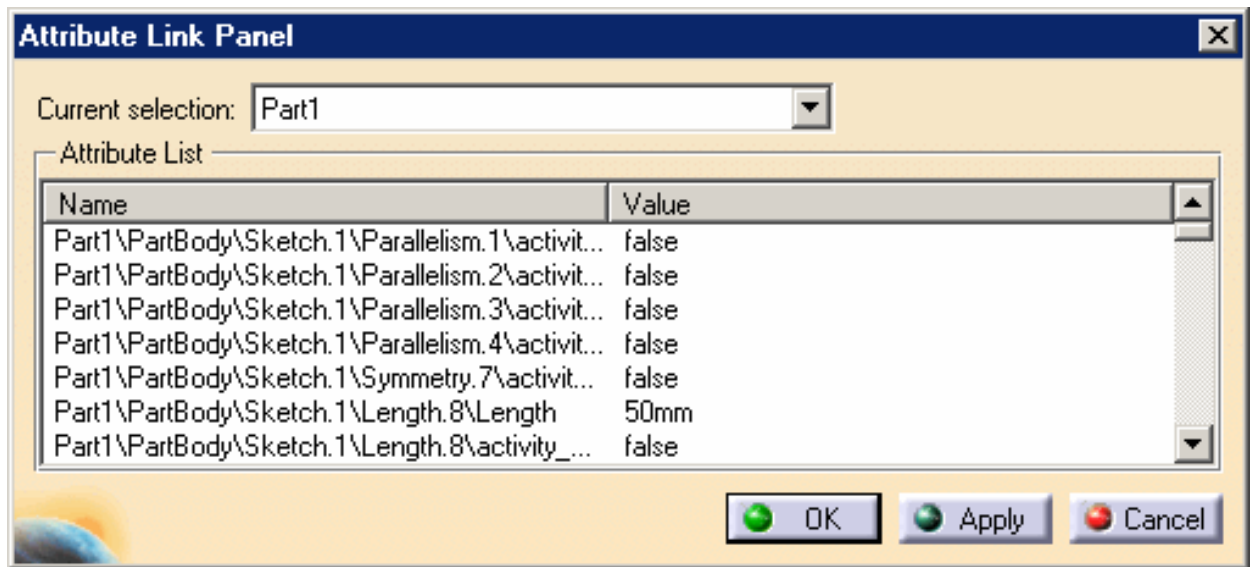 Attribute Link Panel
Current selection: Part1
Attribute List
Name Value
Part1\PartBody\Sketch.1\Parallelism.1\activit... false
Part1\PartBody\Sketch.1\Parallelism.2\activit... false
Part1\PartBody\Sketch.1\Parallelism.3\activit... false
Part1\PartBody\Sketch.1\Parallelism.4\activit... false
Part1\PartBody\Sketch.1\Symmetry.7\activit... false
Part1\PartBody\Sketch.1\Length.8\Length 50mm
Part1\PartBody\Sketch.1\Length.8\activity_... false
OK Apply Cancel